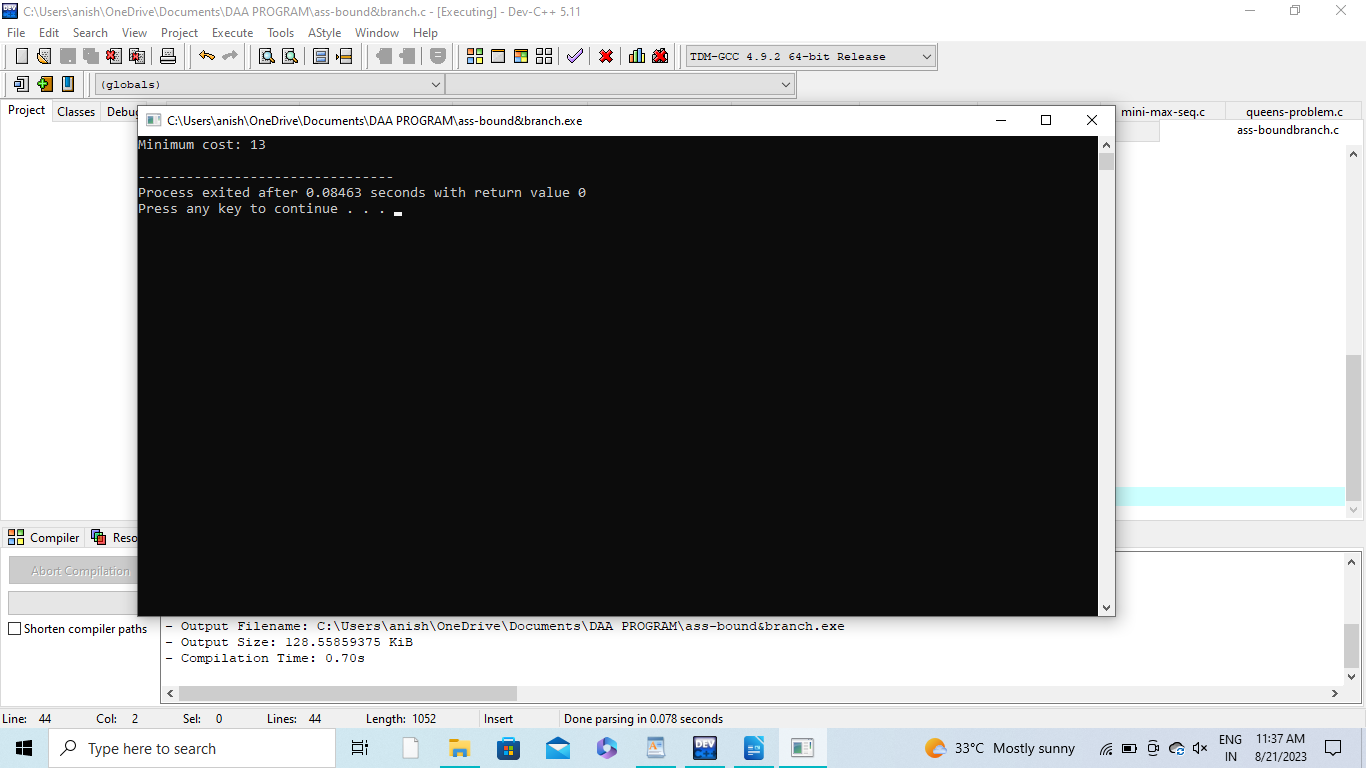 C:\Users\anish\OneDrive\Documents\DAA PROGRAM\ass-bound&branch.c - [Executing] - Dev-C++ 5.11
File Edit Search View Project Execute Tools AStyle Window Help
TDM-GCC 4.9.2 64-bit Release
(globals)
Project Classes Debug
mini-max-seq.c queens-problem.c
ass-boundbranch.c
C:\Users\anish\OneDrive\Documents\DAA PROGRAM\ass-bound&branch.exe
Minimum cost: 13
--------------------------------
Process exited after 0.08463 seconds with return value 0
Press any key to continue . . .
Compiler Reso
Abort Compilation
Shorten compiler paths
- Output Filename: C:\Users\anish\OneDrive\Documents\DAA PROGRAM\ass-bound&branch.exe
- Output Size: 128.55859375 KiB
- Compilation Time: 0.70s
Line: 44 Col: 2 Sel: 0 Lines: 44 Length: 1052 Insert Done parsing in 0.078 seconds
Type here to search
DEV
33°C Mostly sunny
ENG
IN
11:37 AM
8/21/2023